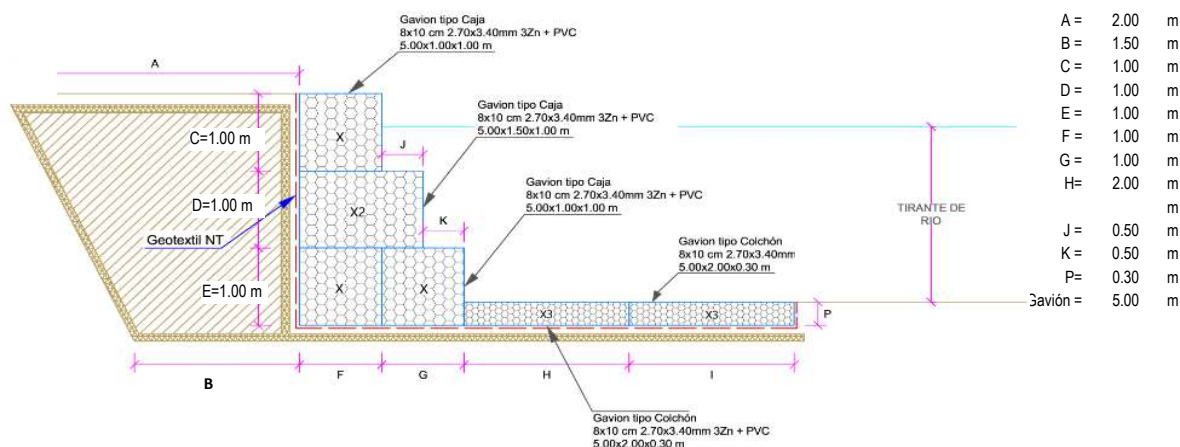 Gavion tipo Caja
8x10 cm 2.70x3.40mm 3Zn + PVC
5.00x1.00x1.00 m
A
Gavion tipo Caja
8x10 cm 2.70x3.40mm 3Zn + PVC
5.00x1.50x1.00 m
C=1.00 m
X
J
Gavion tipo Caja
8x10 cm 2.70x3.40mm 3Zn + PVC
5.00x1.00x1.00 m
D=1.00 m
X2
K
TIRANTE DE
RIO
Geotextil NT
Gavion tipo Colchón
8x10 cm 2.70x3.40mm
5.00x2.00x0.30 m
E=1.00 m
X
X
X3
X3
P
B
F
G
H
I
Gavion tipo Colchón
8x10 cm 2.70x3.40mm 3Zn + PVC
5.00x2.00x0.30 m
A = 2.00 m
B = 1.50 m
C = 1.00 m
D = 1.00 m
E = 1.00 m
F = 1.00 m
G = 1.00 m
H= 2.00 m
m
J = 0.50 m
K = 0.50 m
P= 0.30 m
Gavión = 5.00 m